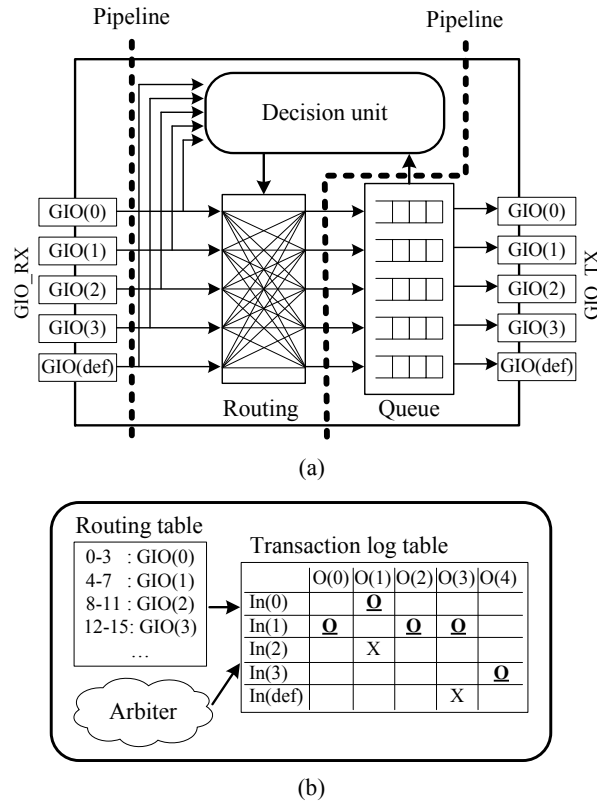 Pipeline
Pipeline
Decision unit
GIO_RX
GIO(0)
GIO(1)
GIO(2)
GIO(3)
GIO(def)
GIO(0)
GIO(1)
GIO(2)
GIO(3)
GIO(def)
GIO_TX
Routing
Queue
(a)
Routing table
0-3 : GIO(0)
4-7 : GIO(1)
8-11 : GIO(2)
12-15: GIO(3)
...
Arbiter
Transaction log table
O(0) O(1) O(2) O(3) O(4)
In(0) O
In(1) O O O
In(2) X
In(3) O
In(def) X
(b)